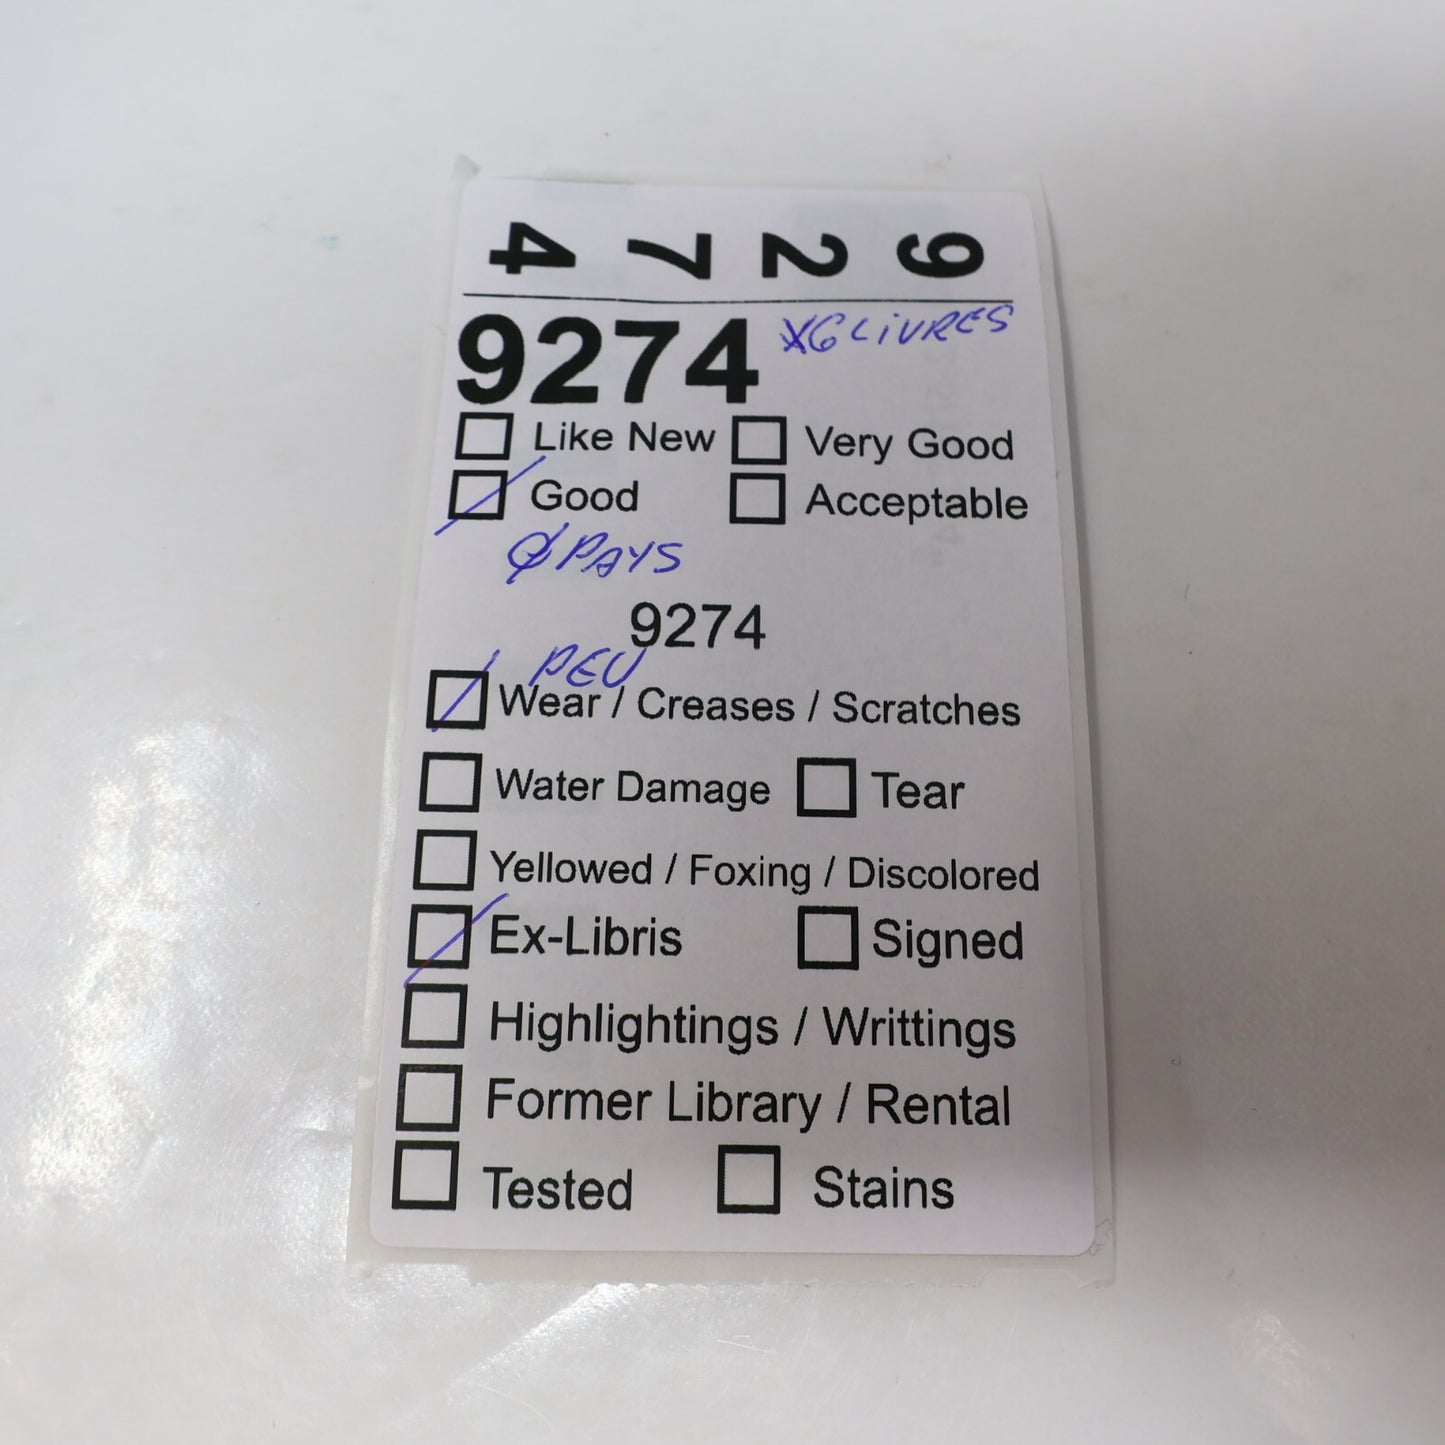 9 2 7 4
9274 X6 LiVRES
Like New Very Good
Good Acceptable
Ø PAYS
9274
PEU
Wear / Creases / Scratches
Water Damage Tear
Yellowed / Foxing / Discolored
Ex-Libris Signed
Highlightings / Writtings
Former Library / Rental
Tested Stains